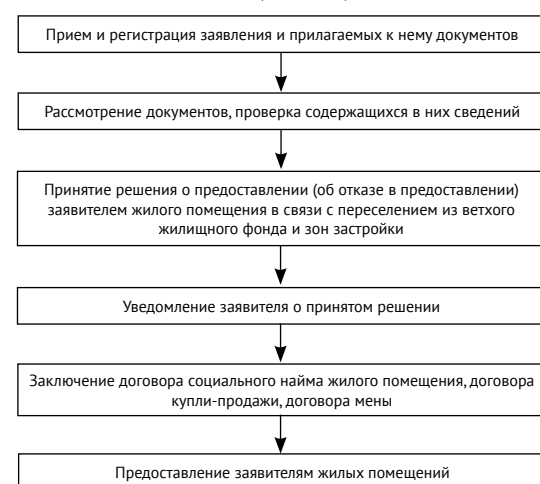 Прием и регистрация заявления и прилагаемых к нему документов
Рассмотрение документов, проверка содержащихся в них сведений
Принятие решения о предоставлении (об отказе в предоставлении)
заявителем жилого помещения в связи с переселением из ветхого
жилищного фонда и зон застройки
Уведомление заявителя о принятом решении
Заключение договора социального найма жилого помещения, договора
купли-продажи, договора мены
Предоставление заявителям жилых помещений